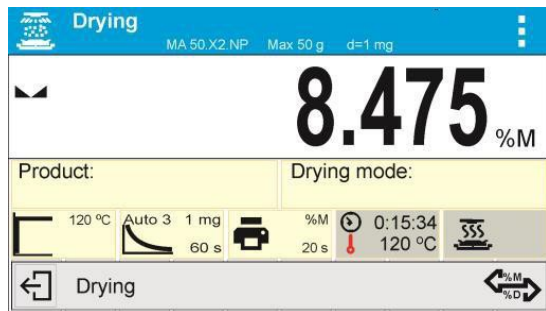 Drying
MA 50.X2.NP Max 50 g d=1 mg
8.475 %M
Product: Drying mode:
120 ºC Auto 3 1 mg %M 0:15:34
60 s 20 s 120 ºC
SSS
Drying %M
%D